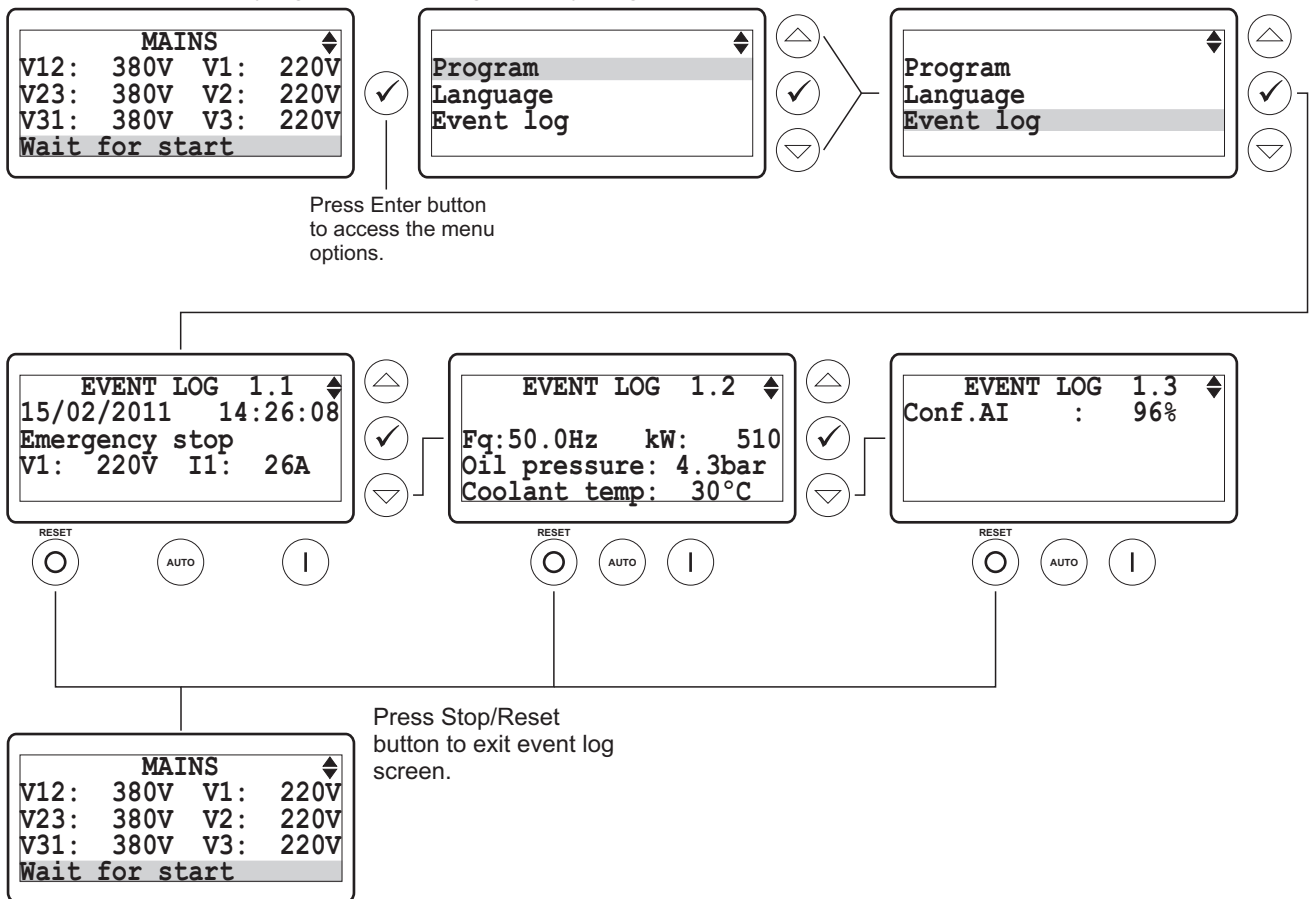 MAINS
V12: 380V V1: 220V
V23: 380V V2: 220V
V31: 380V V3: 220V
Wait for start
Program
Language
Event log
Program
Language
Event log
Press Enter button
to access the menu
options.
EVENT LOG 1.1
15/02/2011 14:26:08
Emergency stop
V1: 220V I1: 26A
EVENT LOG 1.2
Fq:50.0Hz kW: 510
Oil pressure: 4.3bar
Coolant temp: 30°C
EVENT LOG 1.3
Conf.AI : 96%
RESET
AUTO
RESET
AUTO
RESET
AUTO
Press Stop/Reset
button to exit event log
screen.
MAINS
V12: 380V V1: 220V
V23: 380V V2: 220V
V31: 380V V3: 220V
Wait for start